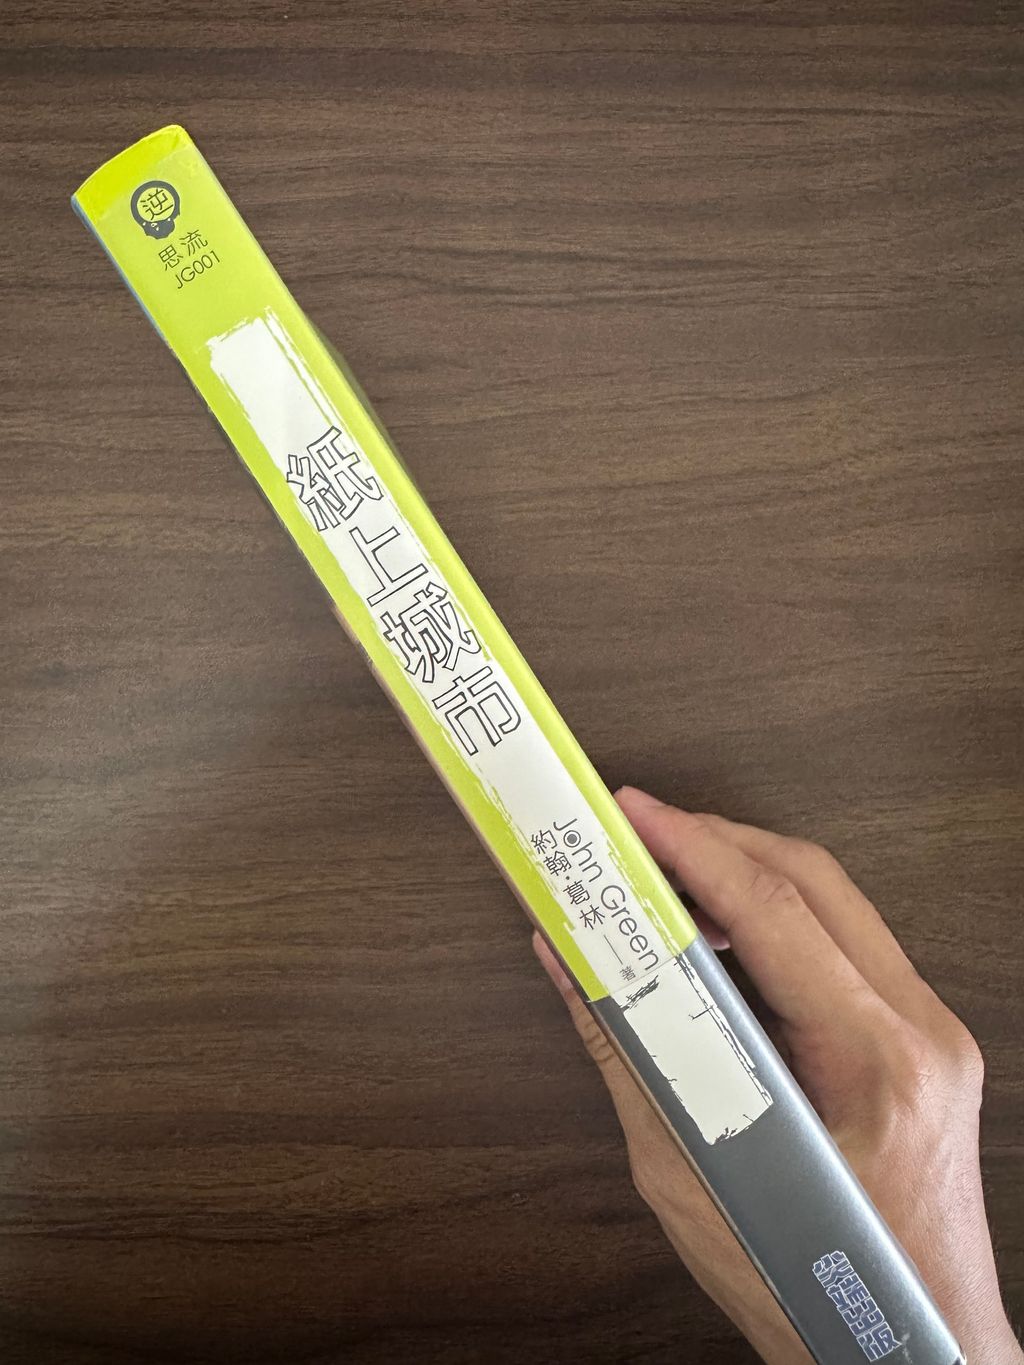 逆
思流
JG001
紙上城市
John Green
約翰·葛林—著
尖端出版